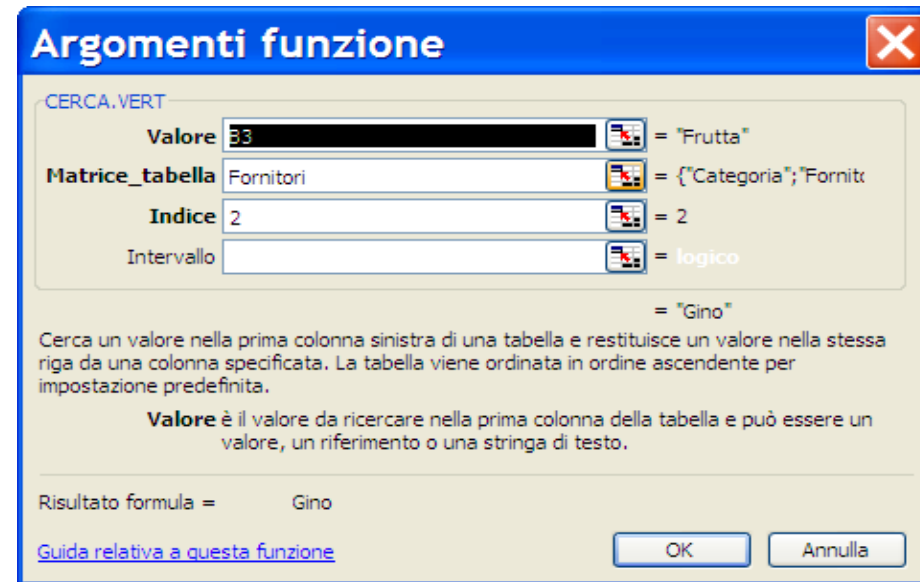 Argomenti funzione
CERCA.VERT
Valore B3 = "Frutta"
Matrice_tabella Fornitori = {"Categoria";"Fornito
Indice 2 = 2
Intervallo = logico
= "Gino"
Cerca un valore nella prima colonna sinistra di una tabella e restituisce un valore nella stessa
riga da una colonna specificata. La tabella viene ordinata in ordine ascendente per
impostazione predefinita.
Valore è il valore da ricercare nella prima colonna della tabella e può essere un
valore, un riferimento o una stringa di testo.
Risultato formula = Gino
Guida relativa a questa funzione OK Annulla